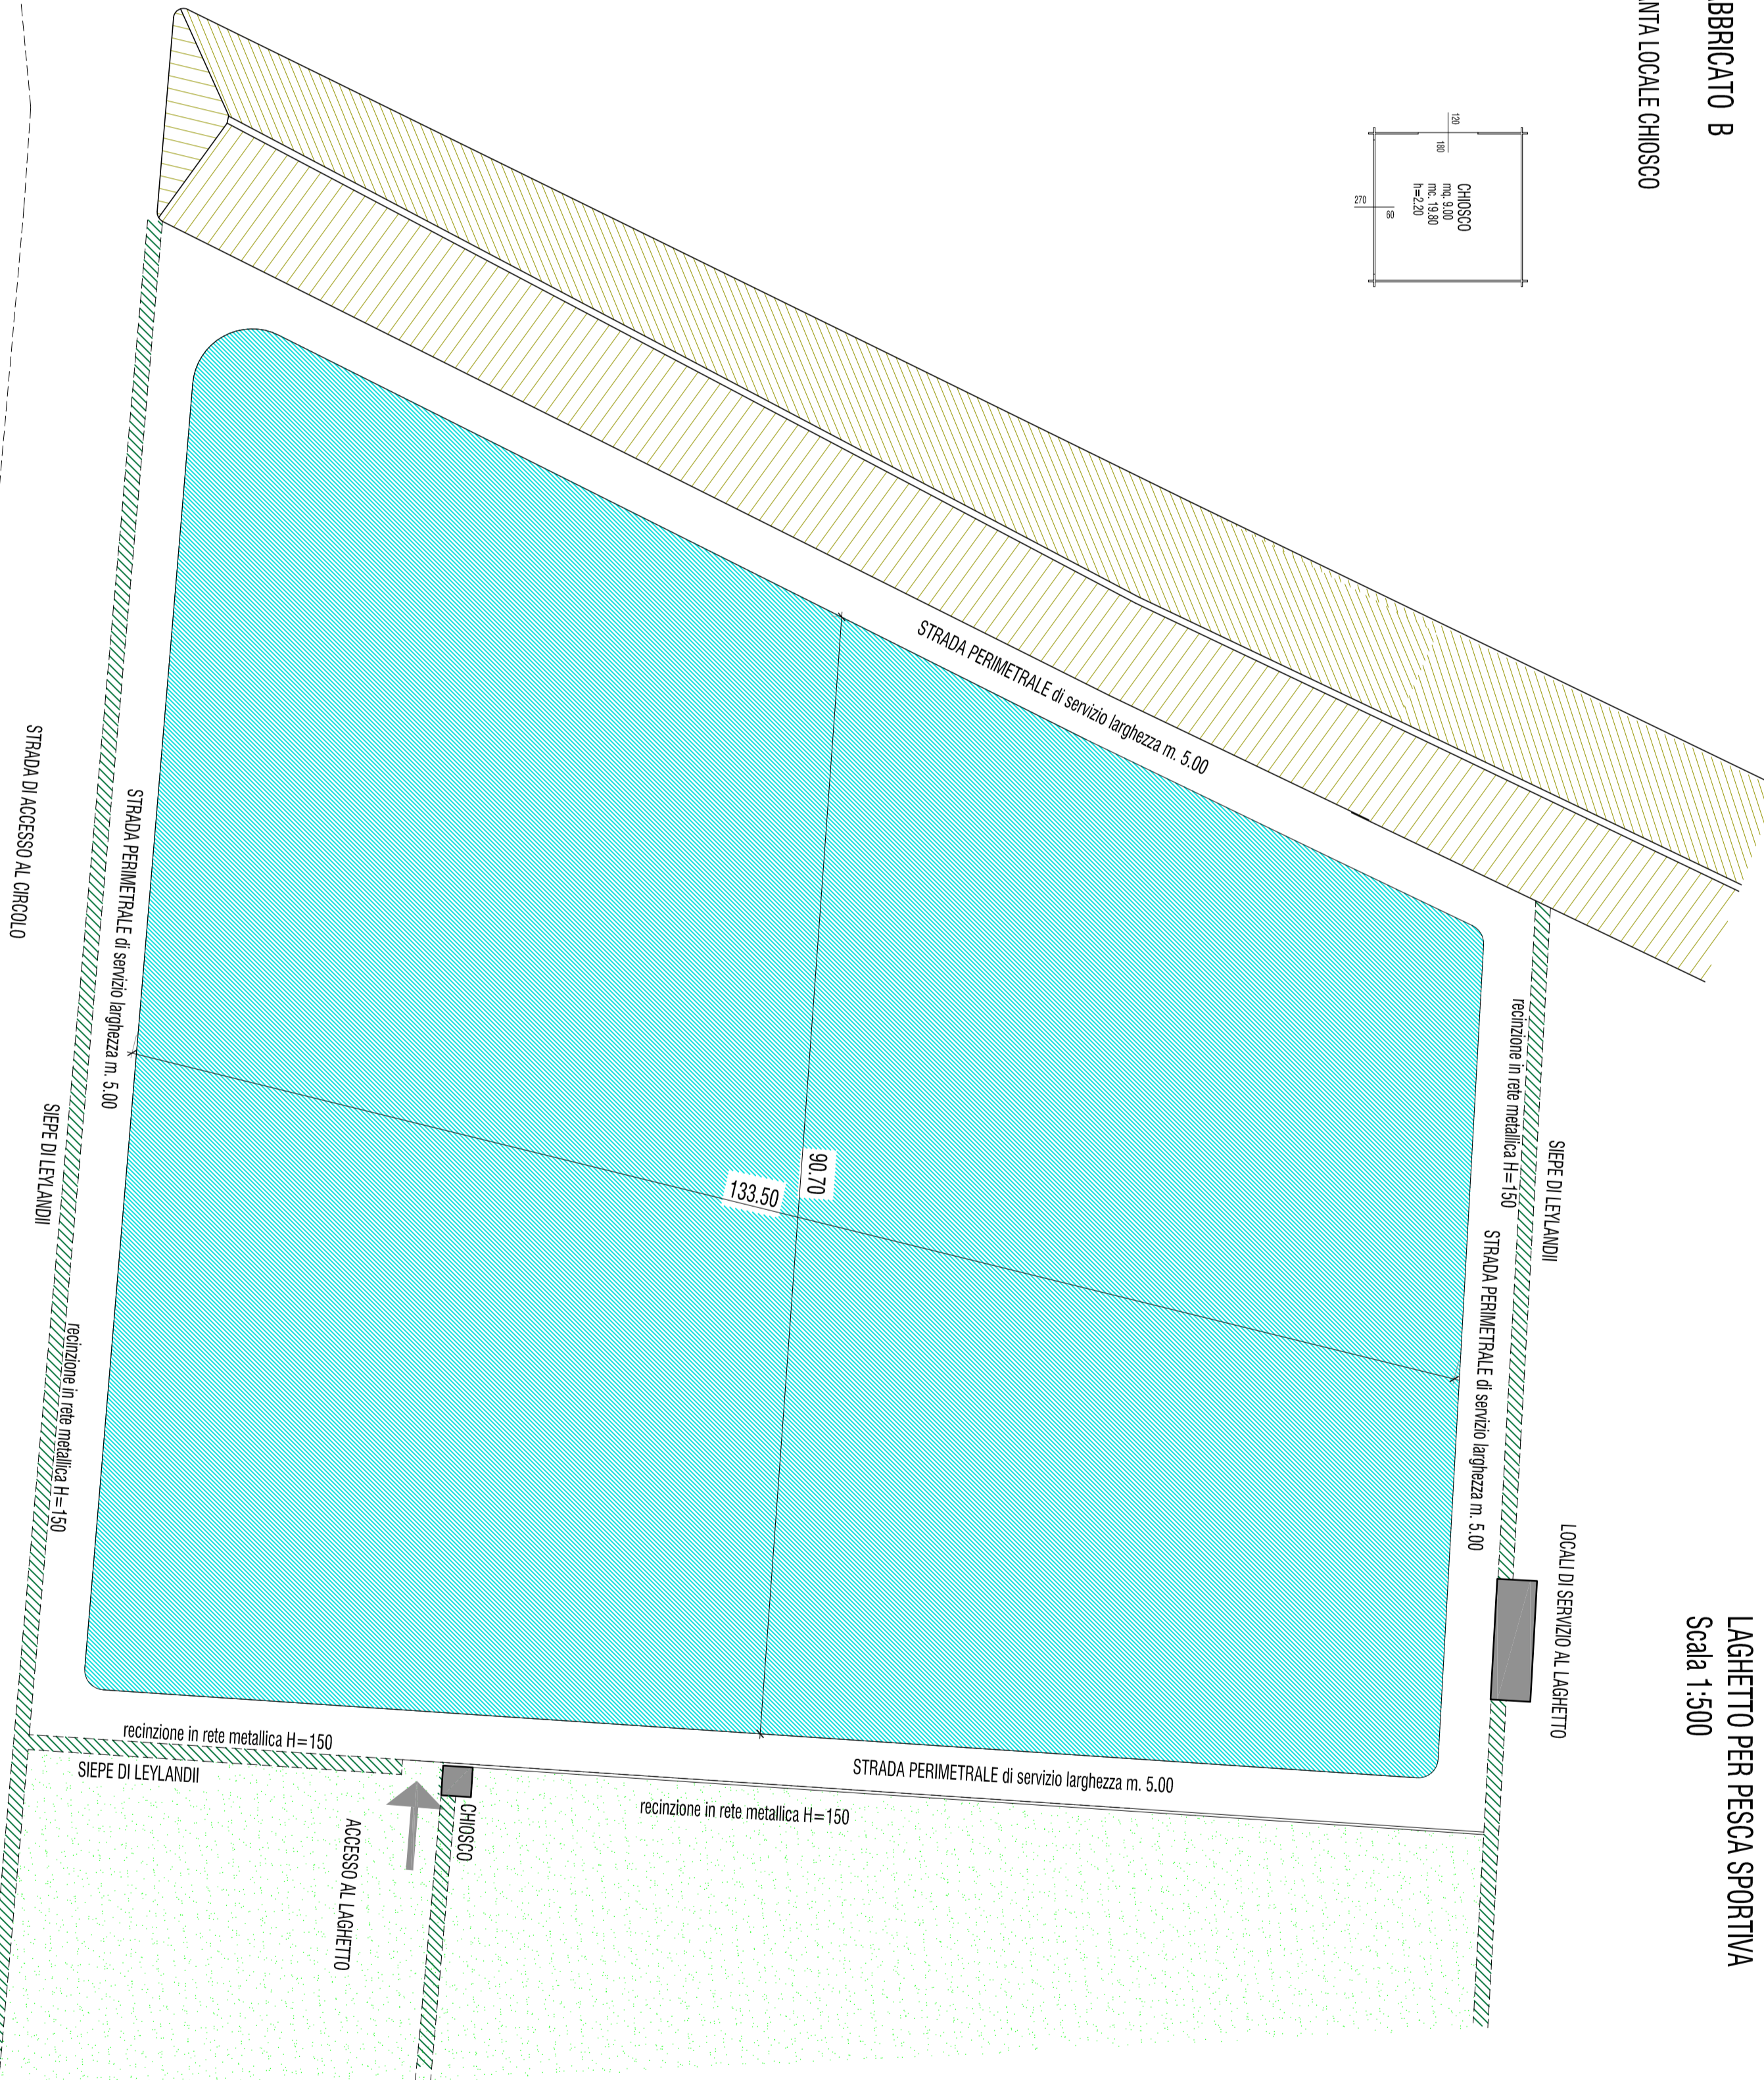 LAGHETTO PER PESCA SPORTIVA
Scala 1:500
B
LOCALE CHIOSCO
CHIOSCO
mq. 9.00
mc. 19.80
h=2.20
120
180
270
60
STRADA PERIMETRALE di servizio larghezza m. 5.00
recinzione in rete metallica H=150
SIEPE DI LEYLANDII
STRADA PERIMETRALE di servizio larghezza m. 5.00
LOCALI DI SERVIZIO AL LAGHETTO
90.70
133.50
STRADA DI ACCESSO AL CIRCOLO
STRADA PERIMETRALE di servizio larghezza m. 5.00
SIEPE DI LEYLANDII
recinzione in rete metallica H=150
recinzione in rete metallica H=150
SIEPE DI LEYLANDII
STRADA PERIMETRALE di servizio larghezza m. 5.00
recinzione in rete metallica H=150
CHIOSCO
ACCESSO AL LAGHETTO